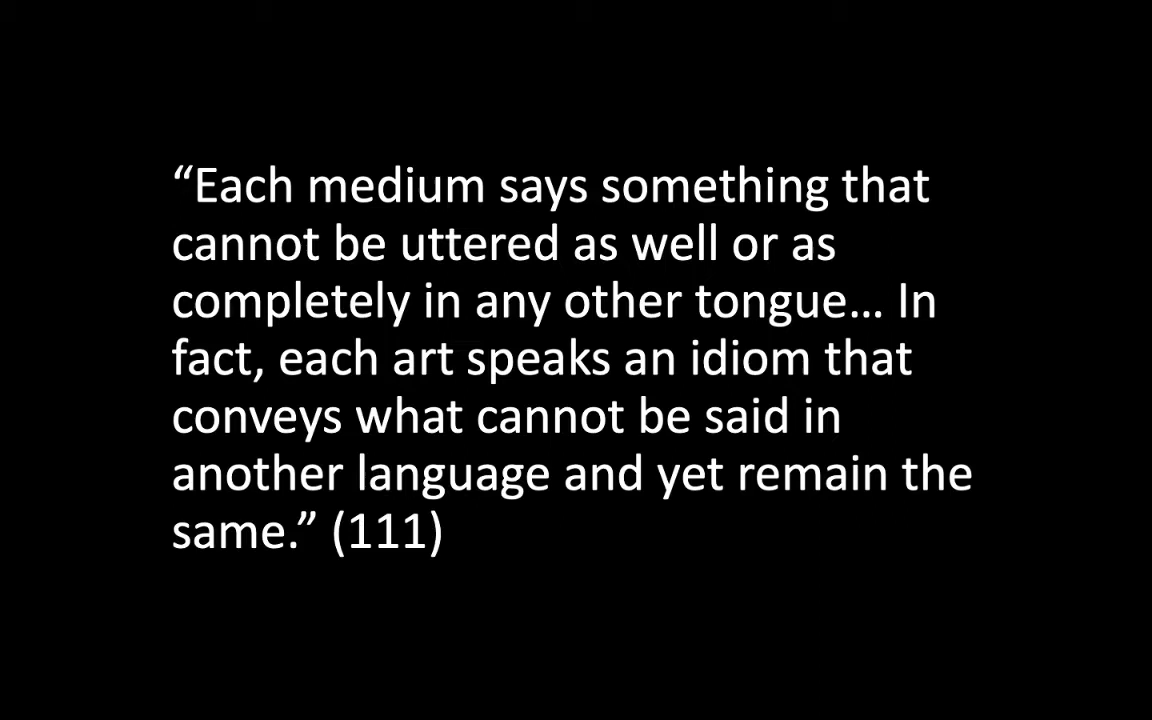 “Each medium says something that
cannot be uttered as well or as
completely in any other tongue… In
fact, each art speaks an idiom that
conveys what cannot be said in
another language and yet remain the
same.” (111)